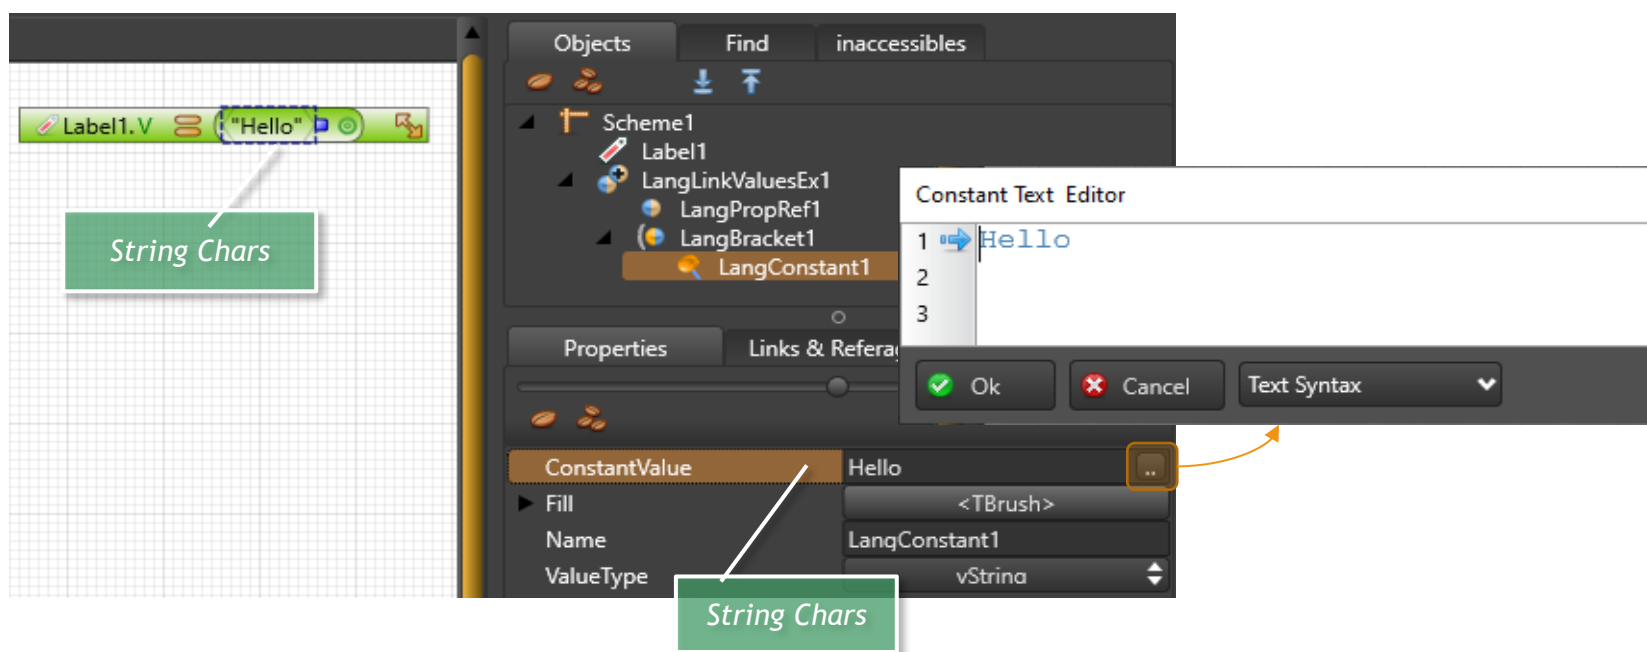 Objects
Find
inaccessibles
Label1.V
"Hello"
String Chars
Scheme1
Label1
LangLinkValuesEx1
LangPropRef1
LangBracket1
LangConstant1
Constant Text Editor
1 Hello
2
3
Ok
Cancel
Text Syntax
Properties
Links & Refera
ConstantValue
Hello
..
Fill
<TBrush>
Name
LangConstant1
ValueType
vString
String Chars